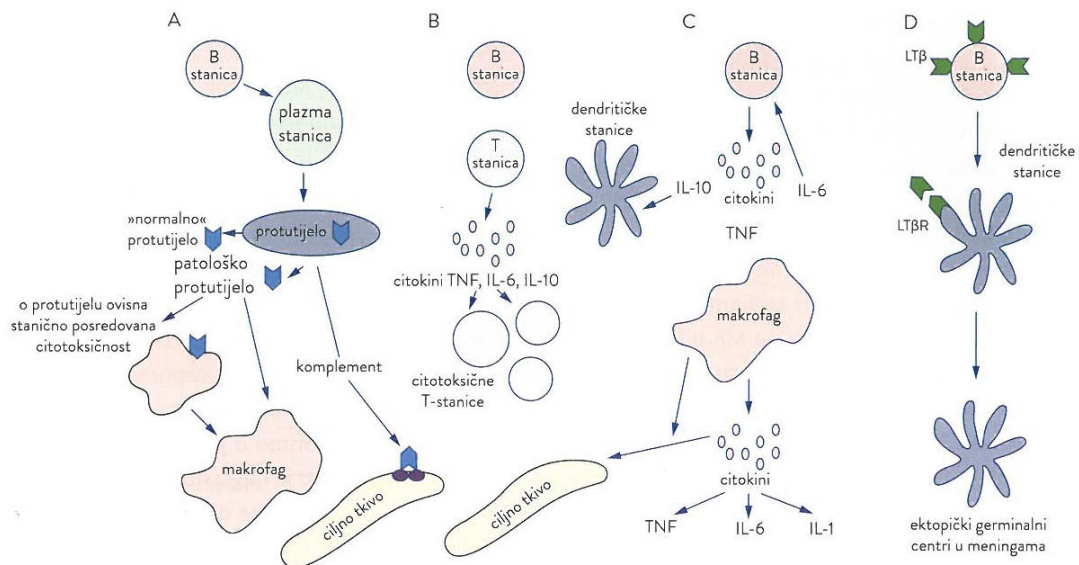 A
B
stanica
plazma
stanica
»normalno«
protutijelo
protutijelo
patološko
protutijelo
o protutijelu ovisna
stanično posredovana
citotoksičnost
komplement
makrofag
ciljno tkivo
B
B
stanica
T
stanica
citokini TNF, IL-6, IL-10
citotoksične
T-stanice
dendritičke
stanice
C
B
stanica
IL-10
citokini
IL-6
TNF
makrofag
citokini
TNF
IL-6
IL-1
ciljno tkivo
D
LTβ
B
stanica
dendritičke
stanice
LTβR
ektopički germinalni
centri u meningama